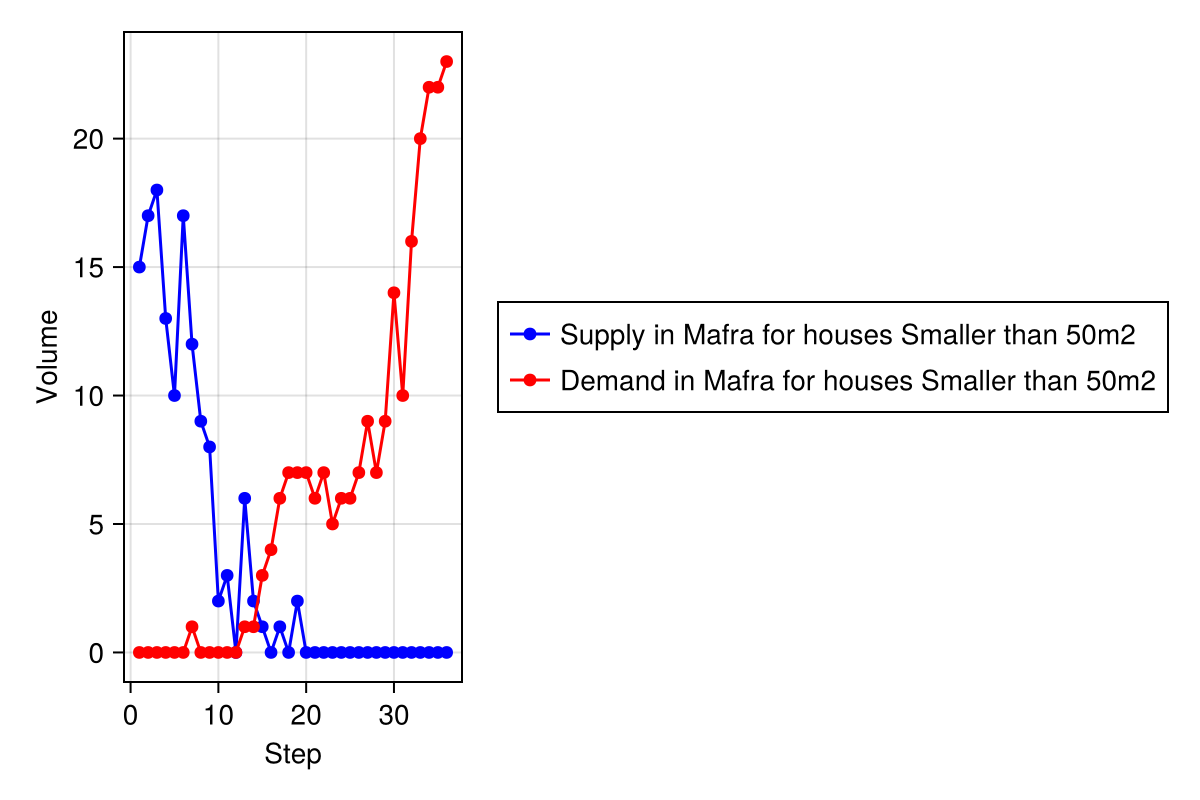 20
15
10
5
0
Volume
0 10 20 30
Step
Supply in Mafra for houses Smaller than 50m2
Demand in Mafra for houses Smaller than 50m2